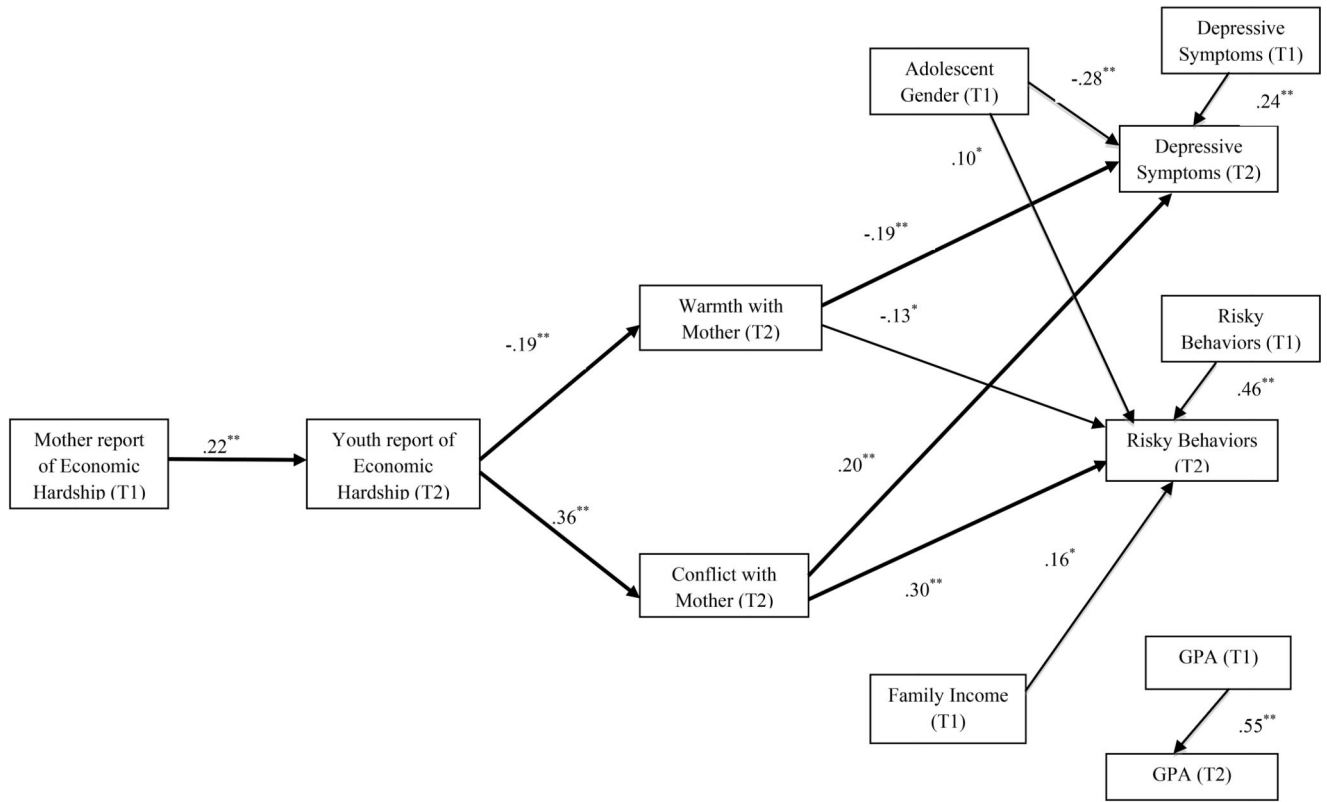 Depressive
Symptoms (T1)
Adolescent
Gender (T1)
-.28**
.24**
Depressive
Symptoms (T2)
.10*
-.19**
Warmth with
Mother (T2)
-.13*
Risky
Behaviors (T1)
-.19**
.46**
Mother report
of Economic
Hardship (T1)
.22**
Youth report of
Economic
Hardship (T2)
Risky Behaviors
(T2)
.20**
.36**
Conflict with
Mother (T2)
.30**
.16*
GPA (T1)
Family Income
(T1)
.55**
GPA (T2)